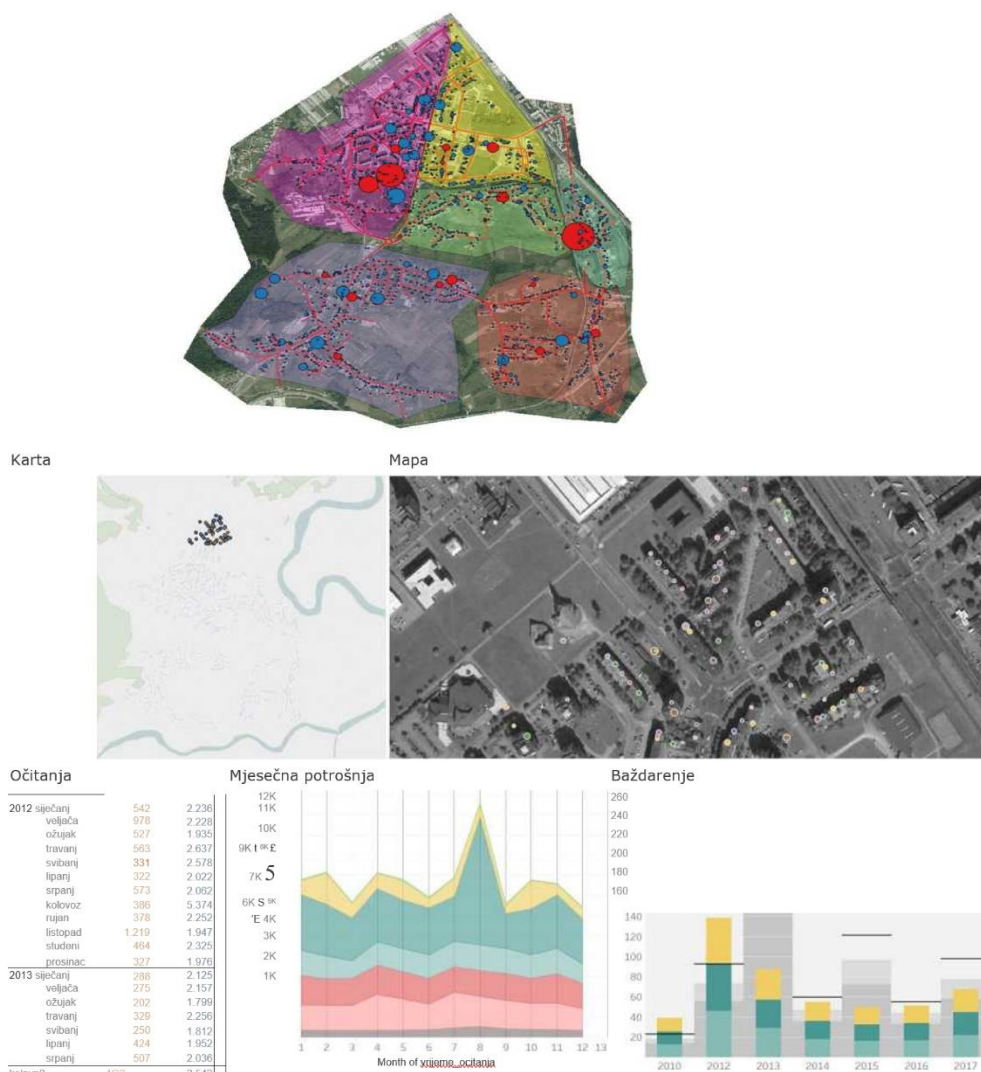 Karta
Mapa
Očitanja
2012 siječanj 542 2.236
veljača 978 2.228
ožujak 527 1.935
travanj 563 2.637
svibanj 331 2.578
lipanj 322 2.022
srpanj 573 2.062
kolovoz 386 5.374
rujan 378 2.252
listopad 1.219 1.947
studeni 464 2.325
prosinac 327 1.976
2013 siječanj 288 2.125
veljača 275 2.157
ožujak 202 1.799
travanj 329 2.256
svibanj 250 1.812
lipanj 424 1.952
srpanj 507 2.036
Mjesečna potrošnja
12K
11K
10K
9K t 8K £
7K 5
6K S 5K
'E 4K
3K
2K
1K
1 2 3 4 5 6 7 8 9 10 11 12 13
Month of vrijeme_ocitanja
Baždarenje
260
240
220
200
180
160
140
120
100
80
60
40
20
2010 2012 2013 2014 2015 2016 2017